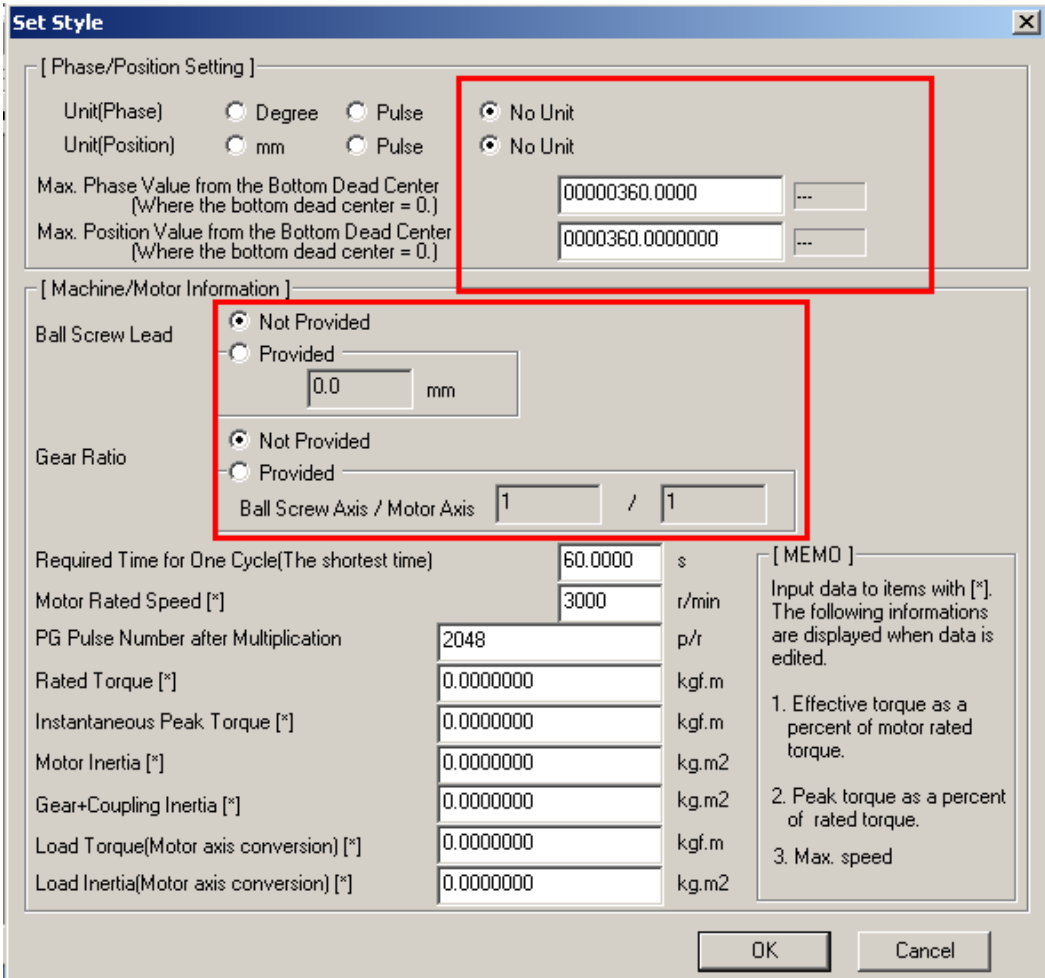 Set Style
[ Phase/Position Setting ]
Unit(Phase) Degree Pulse No Unit
Unit(Position) mm Pulse No Unit
Max. Phase Value from the Bottom Dead Center
(Where the bottom dead center = 0.)
00000360.0000 ---
Max. Position Value from the Bottom Dead Center
(Where the bottom dead center = 0.)
0000360.0000000 ---
[ Machine/Motor Information ]
Ball Screw Lead
Not Provided
Provided
0.0 mm
Gear Ratio
Not Provided
Provided
Ball Screw Axis / Motor Axis 1 / 1
Required Time for One Cycle(The shortest time) 60.0000 s
Motor Rated Speed [*] 3000 r/min
PG Pulse Number after Multiplication 2048 p/r
Rated Torque [*] 0.0000000 kgf.m
Instantaneous Peak Torque [*] 0.0000000 kgf.m
Motor Inertia [*] 0.0000000 kg.m2
Gear+Coupling Inertia [*] 0.0000000 kg.m2
Load Torque(Motor axis conversion) [*] 0.0000000 kgf.m
Load Inertia(Motor axis conversion) [*] 0.0000000 kg.m2
[ MEMO ]
Input data to items with [*].
The following informations
are displayed when data is
edited.
1. Effective torque as a
percent of motor rated
torque.
2. Peak torque as a percent
of rated torque.
3. Max. speed
OK Cancel